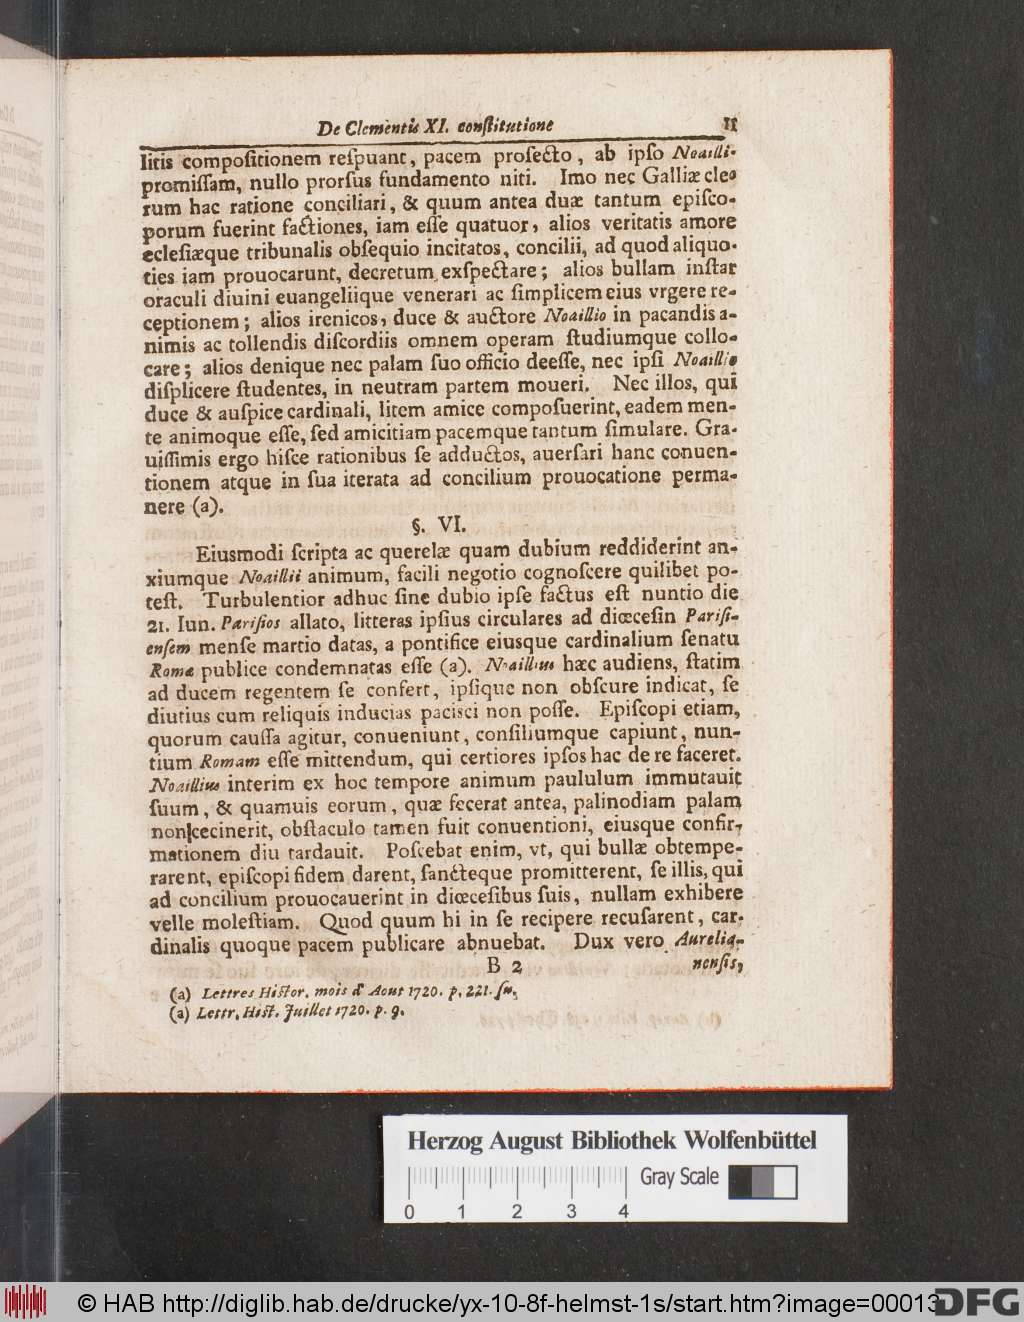 De Clementis XI. conſtitutione 11
litis compoſitionem reſpuant, pacem profecto, ab ipſo Noailli-
promiſſam, nullo prorſus fundamento niti. Imo nec Galliæ cleo
rum hac ratione conciliari, & quum antea duæ tantum epiſco-
porum fuerint factiones, iam eſſe quatuor, alios veritatis amore
eclefiæque tribunalis obſequio incitatos, concilii, ad quod aliquo-
ties iam prouocarunt, decretum exſpectare; alios bullam inſtar
oraculi diuini euangeliique venerari ac ſimplicem eius vrgere re-
ceptionem; alios irenicos, duce & auctore Noaillio in pacandis a-
nimis ac tollendis diſcordiis omnem operam ſtudiumque collo-
care; alios denique nec palam ſuo officio deeſſe, nec ipſi Noaillio
diſplicere ſtudentes, in neutram partem moueri. Nec illos, qui
duce & auſpice cardinali, litem amice compoſuerint, eadem men-
te animoque eſſe, ſed amicitiam pacemque tantum ſimulare. Gra-
uiſſimis ergo hiſce rationibus ſe adductos, auerſari hanc conuen-
tionem atque in ſua iterata ad concilium prouocatione perma-
nere (a).
§. VI.
Eiusmodi ſcripta ac querelæ quam dubium reddiderint an-
xiumque Noaillii animum, facili negotio cognoſcere quilibet po-
teſt. Turbulentior adhuc ſine dubio ipſe factus eſt nuntio die
21. Iun. Pariſios allato, litteras ipſius circulares ad diœceſin Pariſi-
enſem menſe martio datas, a pontifice eiusque cardinalium ſenatu
Romæ publice condemnatas eſſe (a). Noaillius hæc audiens, ſtatim
ad ducem regentem ſe confert, ipſique non obſcure indicat, ſe
diutius cum reliquis inducias paciſci non poſſe. Epiſcopi etiam,
quorum cauſſa agitur, conueniunt, conſiliumque capiunt, nun-
tium Romam eſſe mittendum, qui certiores ipſos hac de re faceret.
Noaillius interim ex hoc tempore animum paululum immutauit
ſuum, & quamuis eorum, quæ fecerat antea, palinodiam palam
non cecinerit, obſtaculo tamen fuit conuentioni, eiusque confir-
mationem diu tardauit. Poſcebat enim, vt, qui bullæ obtempe-
rarent, epiſcopi fidem darent, ſancteque promitterent, ſe illis, qui
ad concilium prouocauerint in diœceſibus ſuis, nullam exhibere
velle moleſtiam. Quod quum hi in ſe recipere recuſarent, car-
dinalis quoque pacem publicare abnuebat. Dux vero Aurelia-
B 2 nenſis,
(a) Lettres Hiſtor. mois d' Aout 1720. p. 221. ſu.
(a) Lettr. Hiſt. Juillet 1720. p. 9.
Herzog August Bibliothek Wolfenbüttel
Gray Scale
0 1 2 3 4
© HAB http://diglib.hab.de/drucke/yx-10-8f-helmst-1s/start.htm?image=00013
DFG